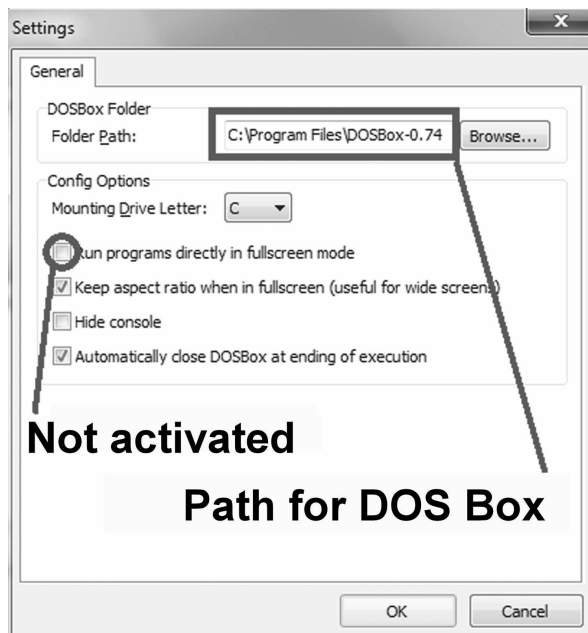 Settings
x
General
DOSBox Folder
Folder Path:
C:\Program Files\DOSBox-0.74
Browse...
Config Options
Mounting Drive Letter:
C
Run programs directly in fullscreen mode
Keep aspect ratio when in fullscreen (useful for wide screens)
Hide console
Automatically close DOSBox at ending of execution
Not activated
Path for DOS Box
OK
Cancel